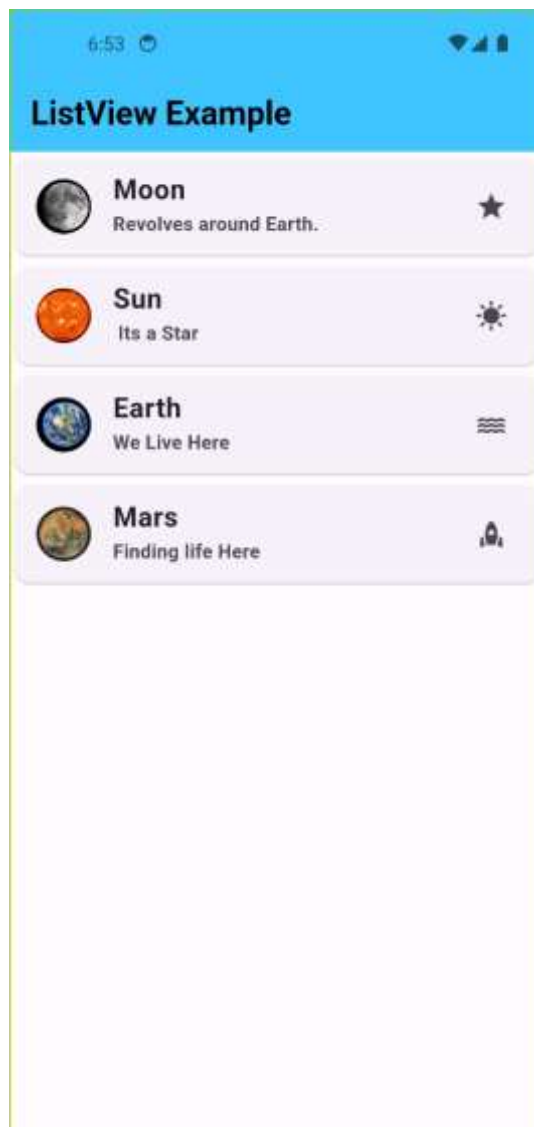 6:53
ListView Example
Moon
Revolves around Earth.
Sun
Its a Star
Earth
We Live Here
Mars
Finding life Here